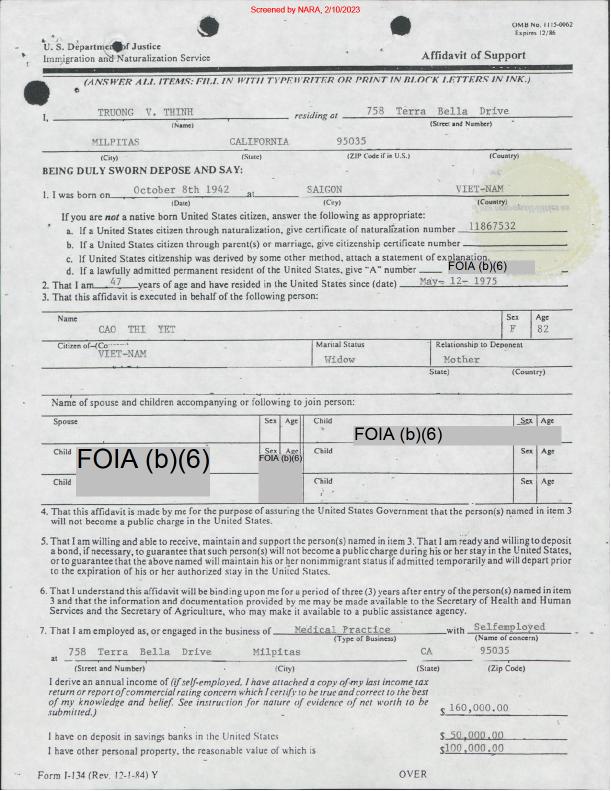 Screened by NARA, 2/10/2023
OMB No. 1115-0062
Expires 12/86
U. S. Department of Justice
Immigration and Naturalization Service
Affidavit of Support
(ANSWER ALL ITEMS: FILL IN WITH TYPEWRITER OR PRINT IN BLOCK LETTERS IN INK.)
I, TRUONG V. THINH residing at 758 Terra Bella Drive
(Name) (Street and Number)
MILPITAS CALIFORNIA 95035
(City) (State) (ZIP Code if in U.S.) (Country)
BEING DULY SWORN DEPOSE AND SAY:
1. I was born on October 8th 1942 at SAIGON VIET-NAM
(Date) (City) (Country)
If you are not a native born United States citizen, answer the following as appropriate:
a. If a United States citizen through naturalization, give certificate of naturalization number 11867532
b. If a United States citizen through parent(s) or marriage, give citizenship certificate number
c. If United States citizenship was derived by some other method, attach a statement of explanation.
d. If a lawfully admitted permanent resident of the United States, give "A" number FOIA (b)(6)
2. That I am 47 years of age and have resided in the United States since (date) May- 12- 1975
3. That this affidavit is executed in behalf of the following person:
Name Sex Age
CAO THI YET F 82
Citizen of-(Co Marital Status Relationship to Deponent
VIET-NAM Widow Mother
State) (Country)
Name of spouse and children accompanying or following to join person:
Spouse Sex Age Child Sex Age
FOIA (b)(6)
Child FOIA (b)(6) Sex Age Child Sex Age
FOIA (b)(6)
Child Child Sex Age
4. That this affidavit is made by me for the purpose of assuring the United States Government that the person(s) named in item 3
will not become a public charge in the United States.
5. That I am willing and able to receive, maintain and support the person(s) named in item 3. That I am ready and willing to deposit
a bond, if necessary, to guarantee that such person(s) will not become a public charge during his or her stay in the United States,
or to guarantee that the above named will maintain his or her nonimmigrant status if admitted temporarily and will depart prior
to the expiration of his or her authorized stay in the United States.
6. That I understand this affidavit will be binding upon me for a period of three (3) years after entry of the person(s) named in item
3 and that the information and documentation provided by me may be made available to the Secretary of Health and Human
Services and the Secretary of Agriculture, who may make it available to a public assistance agency.
7. That I am employed as, or engaged in the business of Medical Practice with Selfemployed
(Type of Business) (Name of concern)
at 758 Terra Bella Drive Milpitas CA 95035
(Street and Number) (City) (State) (Zip Code)
I derive an annual income of (if self-employed, I have attached a copy of my last income tax
return or report of commercial rating concern which I certify to be true and correct to the best
of my knowledge and belief. See instruction for nature of evidence of net worth to be
submitted.) $ 160,000.00
I have on deposit in savings banks in the United States $ 50,000.00
I have other personal property, the reasonable value of which is $100,000.00
Form I-134 (Rev. 12-1-84) Y OVER